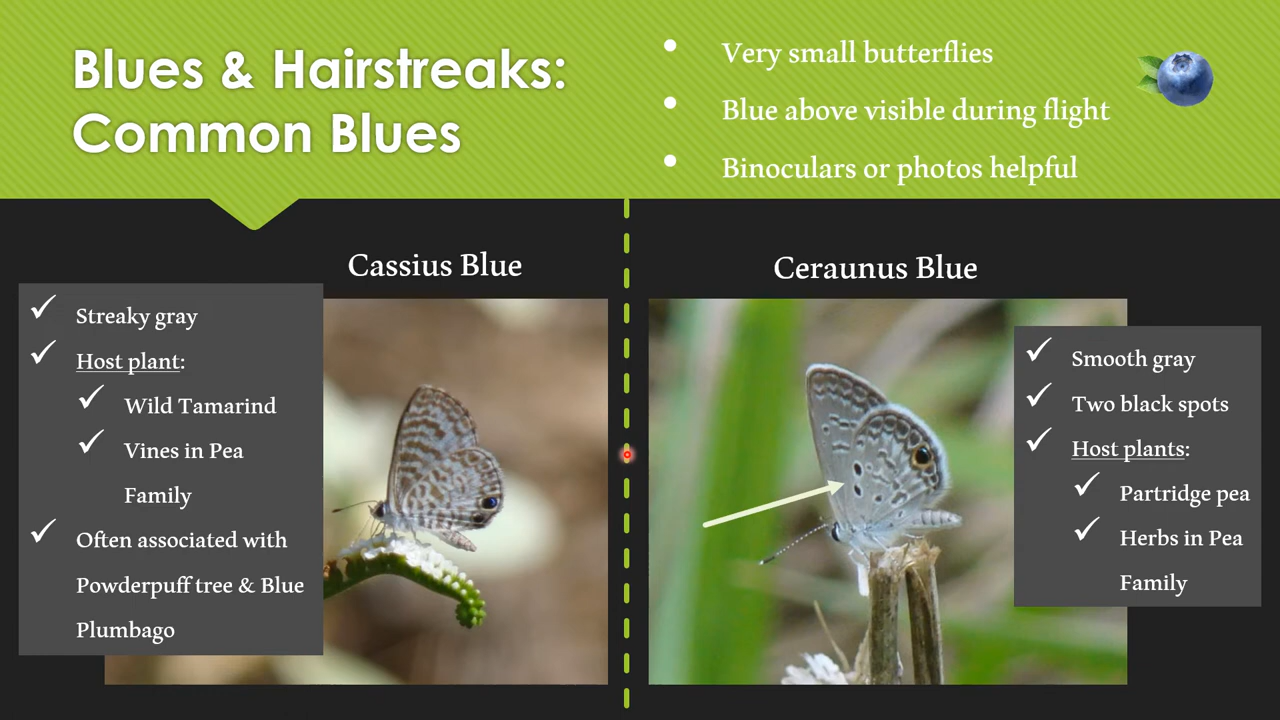 Blues & Hairstreaks:
Common Blues
Very small butterflies
Blue above visible during flight
Binoculars or photos helpful
Cassius Blue
Streaky gray
Host plant:
Wild Tamarind
Vines in Pea
Family
Often associated with
Powderpuff tree & Blue
Plumbago
Ceraunus Blue
Smooth gray
Two black spots
Host plants:
Partridge pea
Herbs in Pea
Family